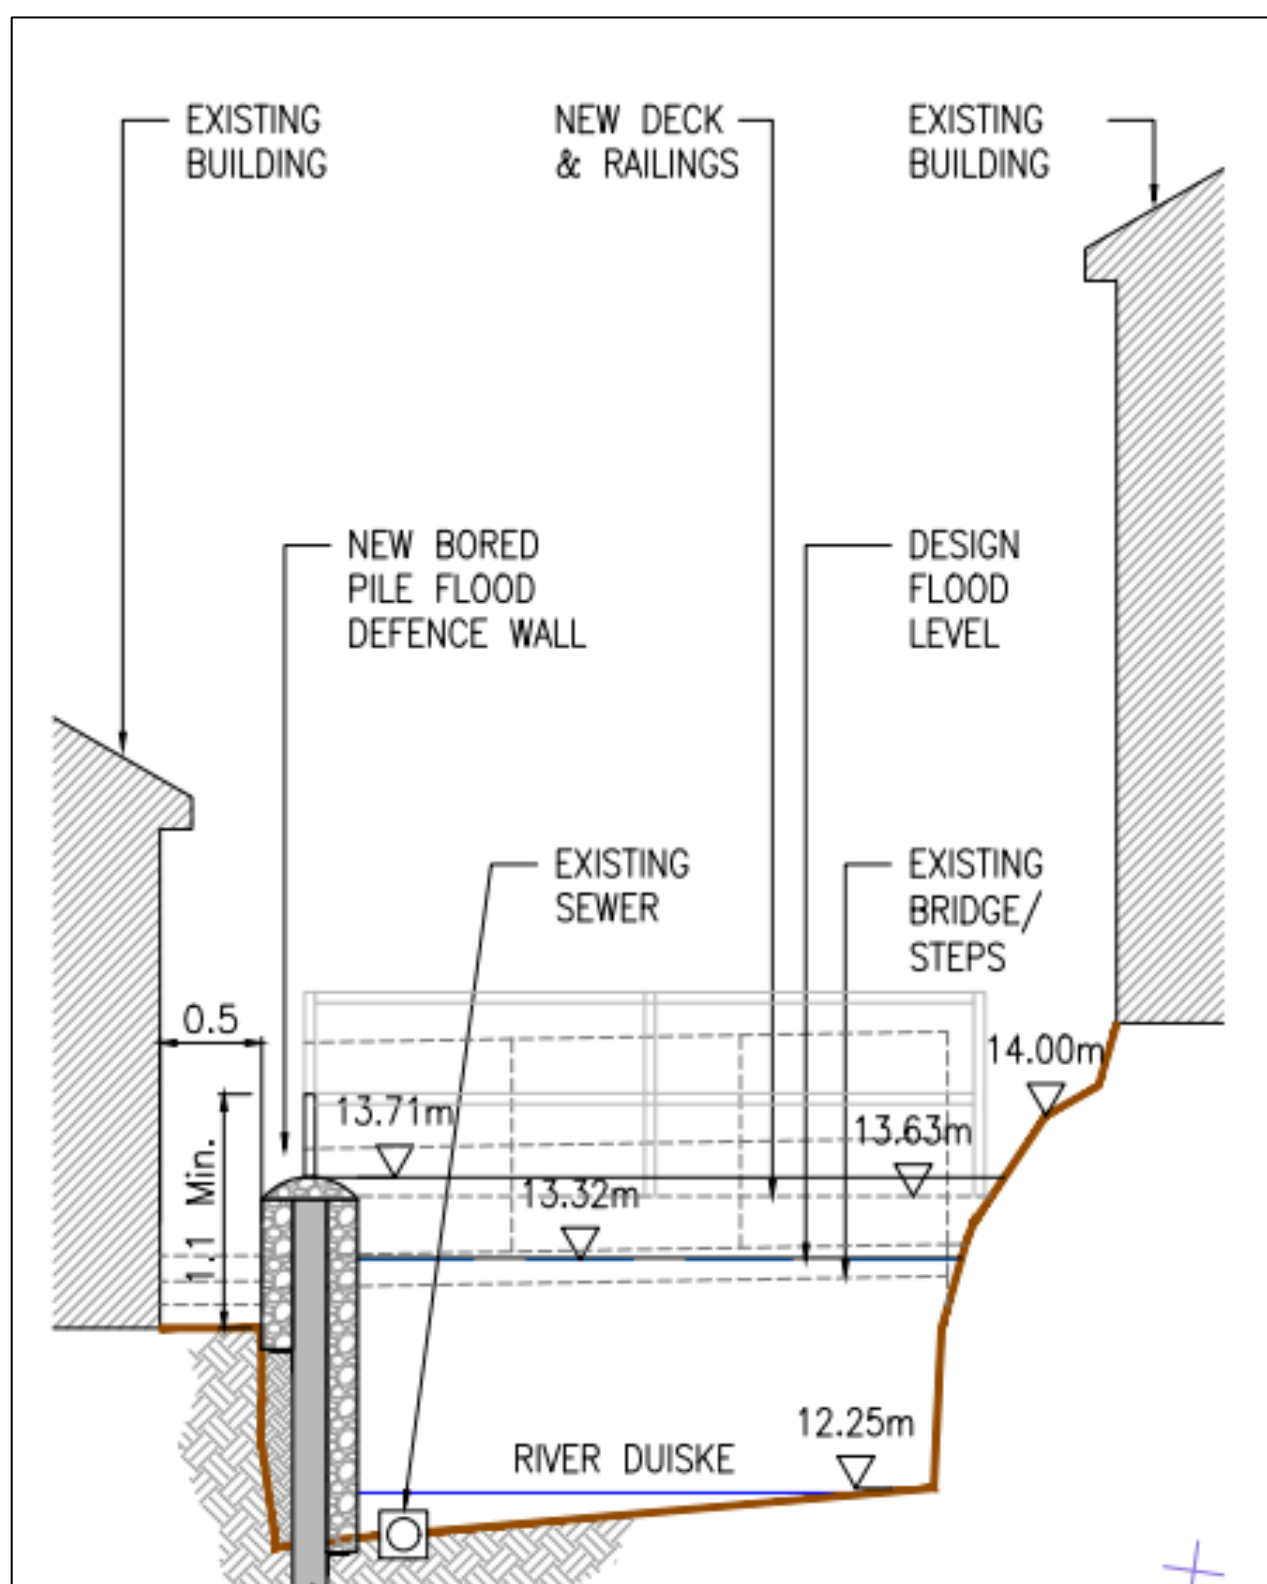 EXISTING
BUILDING
NEW DECK
& RAILINGS
EXISTING
BUILDING
NEW BORED
PILE FLOOD
DEFENCE WALL
DESIGN
FLOOD
LEVEL
EXISTING
SEWER
EXISTING
BRIDGE/
STEPS
0.5
14.00m
13.71m
13.63m
1.1 Min.
13.32m
12.25m
RIVER DUISKE